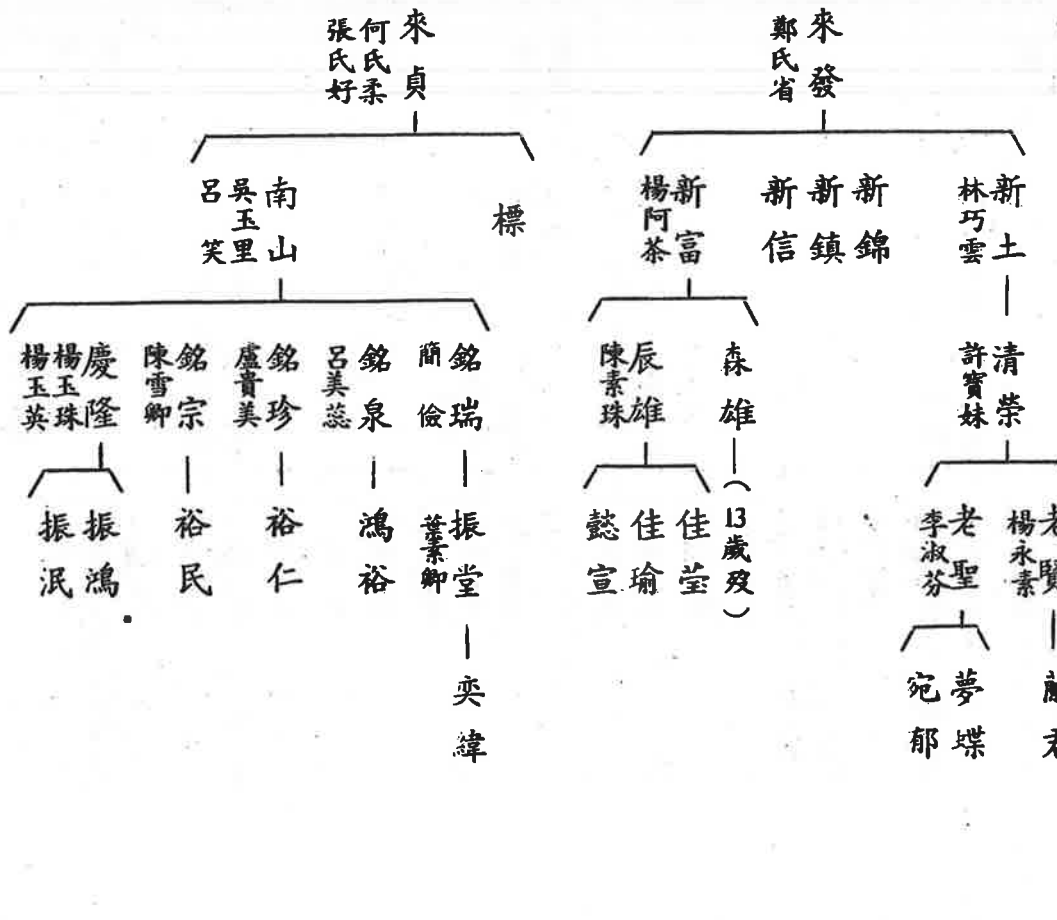 來發
鄭氏省
來貞
何氏柔
張氏好
新土
林巧雲
新錦
新鎮
新信
新富
楊阿茶
標
南山
吳玉里
呂笑
清榮
許寶妹
森雄
辰雄
陳素珠
銘瑞
簡儉
銘泉
呂美蕊
銘珍
盧貴美
銘宗
陳雪卿
慶隆
楊玉珠
楊玉英
老賢
楊永素
老聖
李淑芬
(13歲歿)
佳瑩
佳瑜
懿宣
振堂
葉素卿
鴻裕
裕仁
裕民
振鴻
振泯
夢蝶
宛郁
奕緯